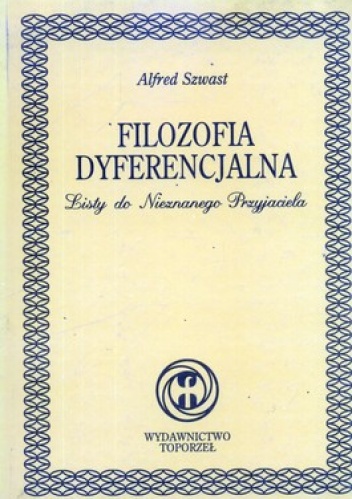 Alfred Szwast
FILOZOFIA
DYFERENCJALNA
Listy do Nieznanego Przyjaciela
WYDAWNICTWO
TOPORZEŁ